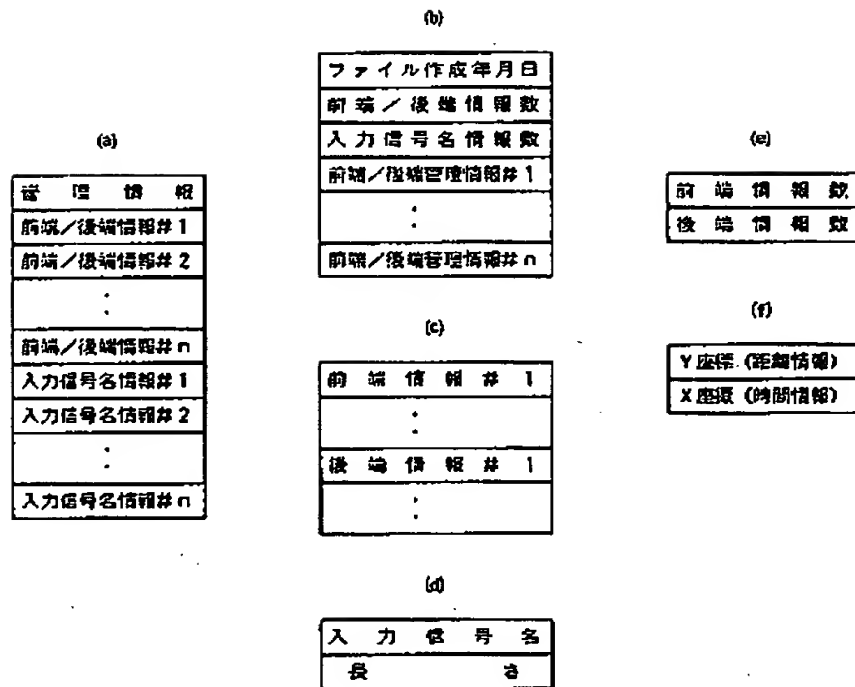 (a)
管理情報
前端/後端情報#1
前端/後端情報#2
:
前端/後端情報#n
入力信号名情報#1
入力信号名情報#2
:
入力信号名情報#n
(b)
ファイル作成年月日
前端/後端情報数
入力信号名情報数
前端/後端管理情報#1
:
前端/後端管理情報#n
(c)
前端情報#1
:
後端情報#1
:
(d)
入力信号名
長さ
(e)
前端情報数
後端情報数
(f)
Y座標(距離情報)
X座標(時間情報)